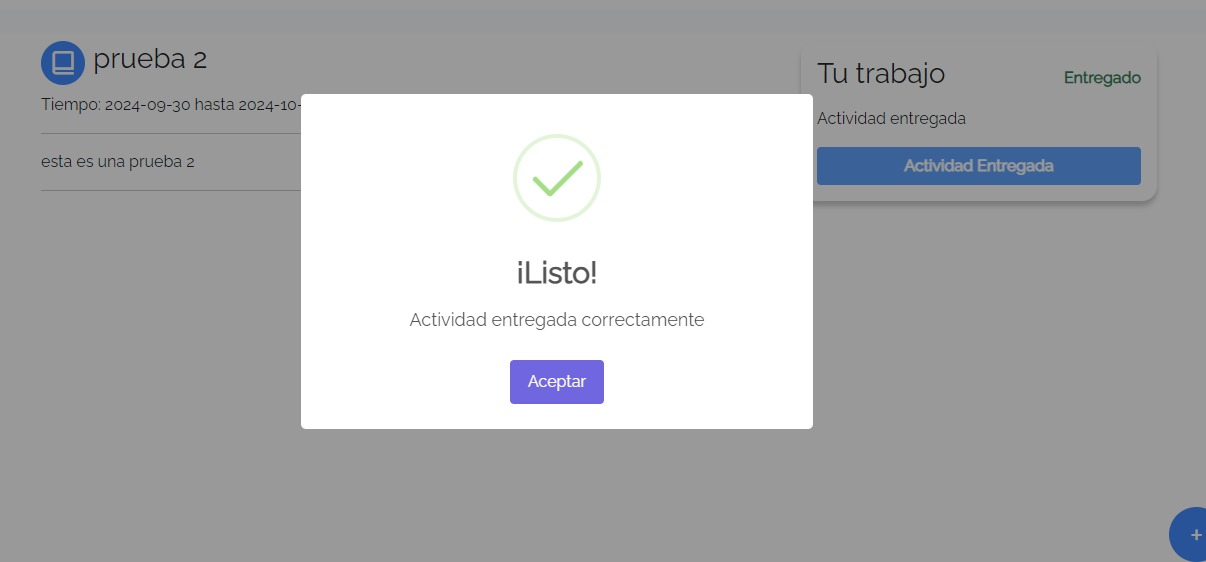 prueba 2
Tiempo: 2024-09-30 hasta 2024-10-
esta es una prueba 2
Tu trabajo
Entregado
Actividad entregada
Actividad Entregada
¡Listo!
Actividad entregada correctamente
Aceptar
+